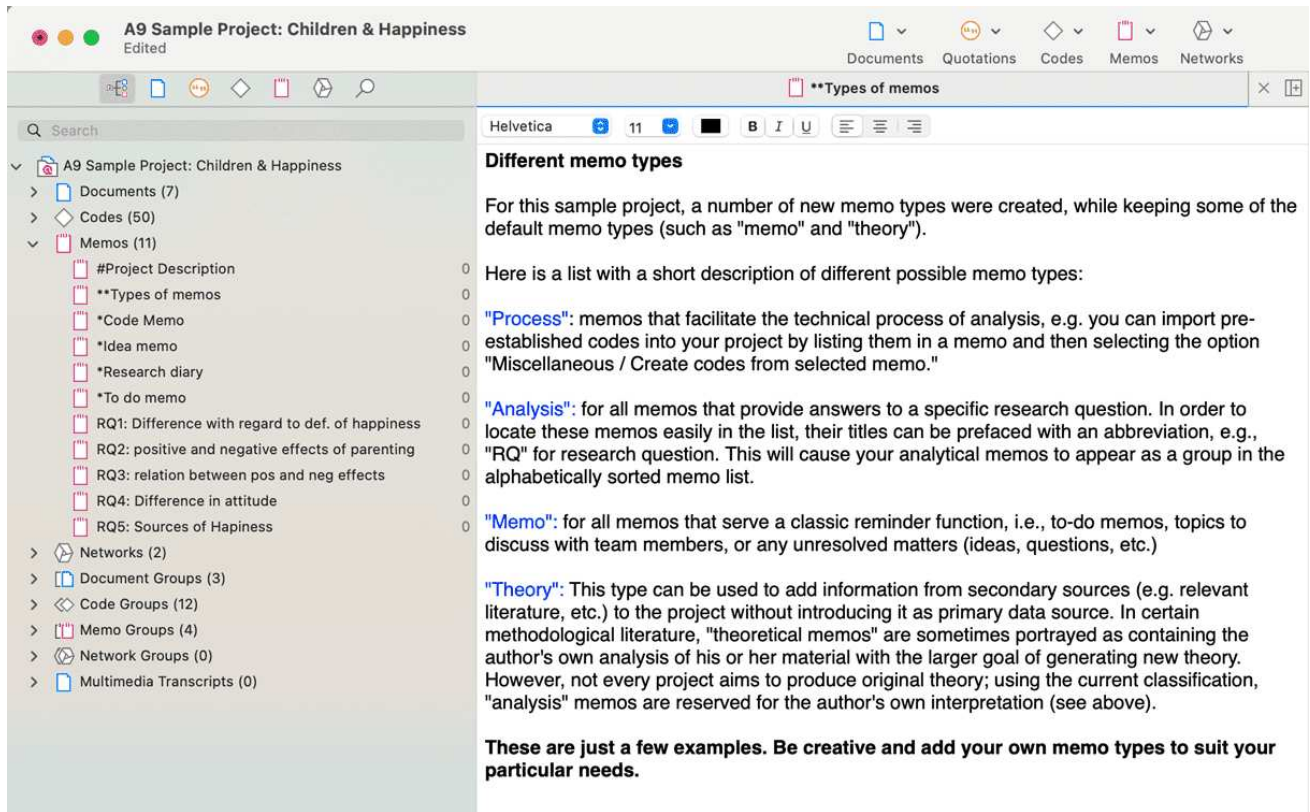 A9 Sample Project: Children & Happiness
Edited
Documents
Quotations
Codes
Memos
Networks
**Types of memos
Search
Helvetica
11
B I U
A9 Sample Project: Children & Happiness
Documents (7)
Codes (50)
Memos (11)
#Project Description 0
**Types of memos 0
*Code Memo 0
*Idea memo 0
*Research diary 0
*To do memo 0
RQ1: Difference with regard to def. of happiness 0
RQ2: positive and negative effects of parenting 0
RQ3: relation between pos and neg effects 0
RQ4: Difference in attitude 0
RQ5: Sources of Hapiness 0
Networks (2)
Document Groups (3)
Code Groups (12)
Memo Groups (4)
Network Groups (0)
Multimedia Transcripts (0)
Different memo types
For this sample project, a number of new memo types were created, while keeping some of the
default memo types (such as "memo" and "theory").
Here is a list with a short description of different possible memo types:
"Process": memos that facilitate the technical process of analysis, e.g. you can import pre-
established codes into your project by listing them in a memo and then selecting the option
"Miscellaneous / Create codes from selected memo."
"Analysis": for all memos that provide answers to a specific research question. In order to
locate these memos easily in the list, their titles can be prefaced with an abbreviation, e.g.,
"RQ" for research question. This will cause your analytical memos to appear as a group in the
alphabetically sorted memo list.
"Memo": for all memos that serve a classic reminder function, i.e., to-do memos, topics to
discuss with team members, or any unresolved matters (ideas, questions, etc.)
"Theory": This type can be used to add information from secondary sources (e.g. relevant
literature, etc.) to the project without introducing it as primary data source. In certain
methodological literature, "theoretical memos" are sometimes portrayed as containing the
author's own analysis of his or her material with the larger goal of generating new theory.
However, not every project aims to produce original theory; using the current classification,
"analysis" memos are reserved for the author's own interpretation (see above).
These are just a few examples. Be creative and add your own memo types to suit your
particular needs.